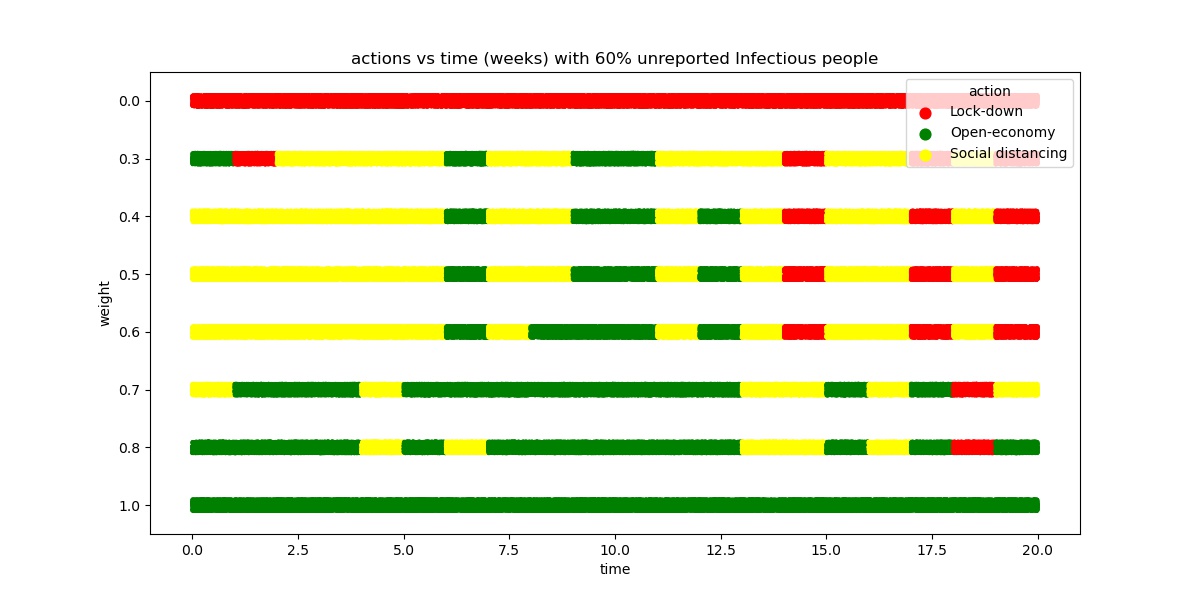 actions vs time (weeks) with 60% unreported Infectious people
action
Lock-down
Open-economy
Social distancing
weight
0.0
0.3
0.4
0.5
0.6
0.7
0.8
1.0
0.0 2.5 5.0 7.5 10.0 12.5 15.0 17.5 20.0
time